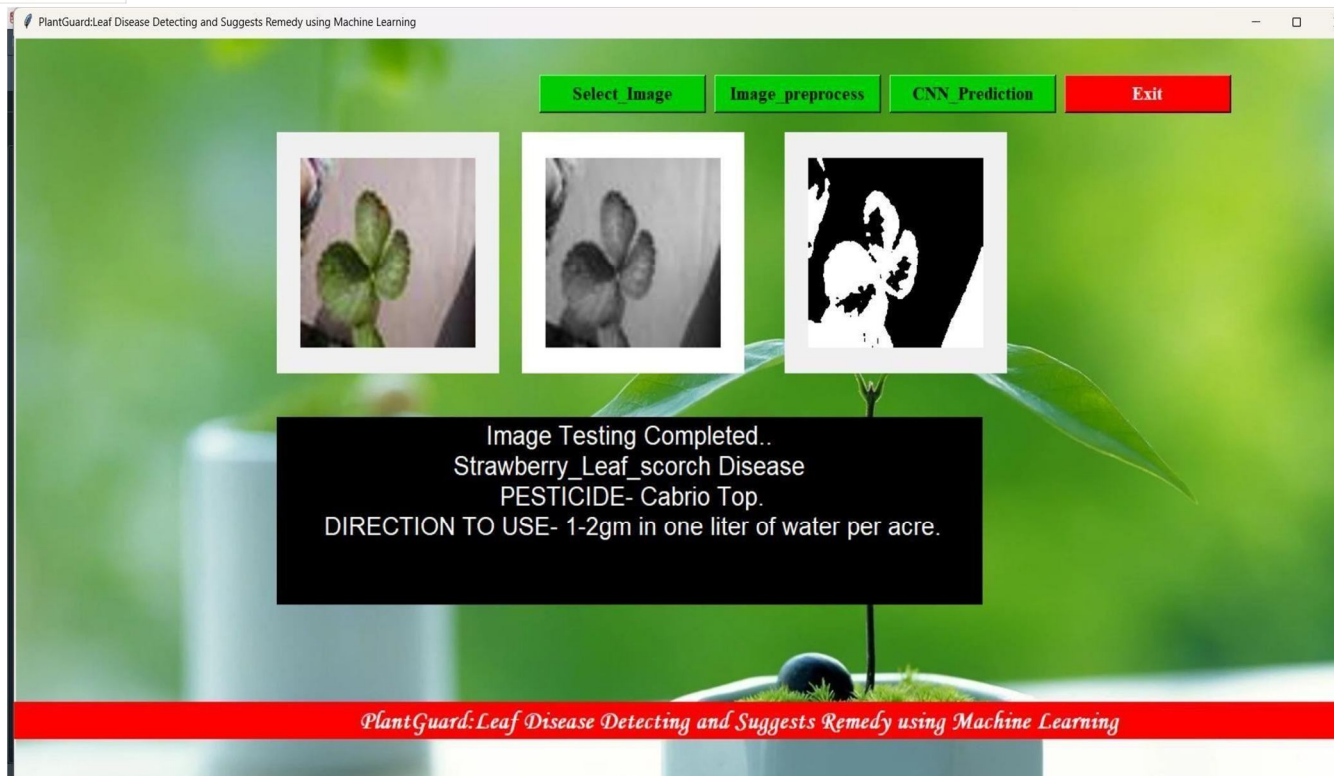 PlantGuard:Leaf Disease Detecting and Suggests Remedy using Machine Learning
Select_Image
Image_preprocess
CNN_Prediction
Exit
Image Testing Completed..
Strawberry_Leaf_scorch Disease
PESTICIDE- Cabrio Top.
DIRECTION TO USE- 1-2gm in one liter of water per acre.
PlantGuard:Leaf Disease Detecting and Suggests Remedy using Machine Learning